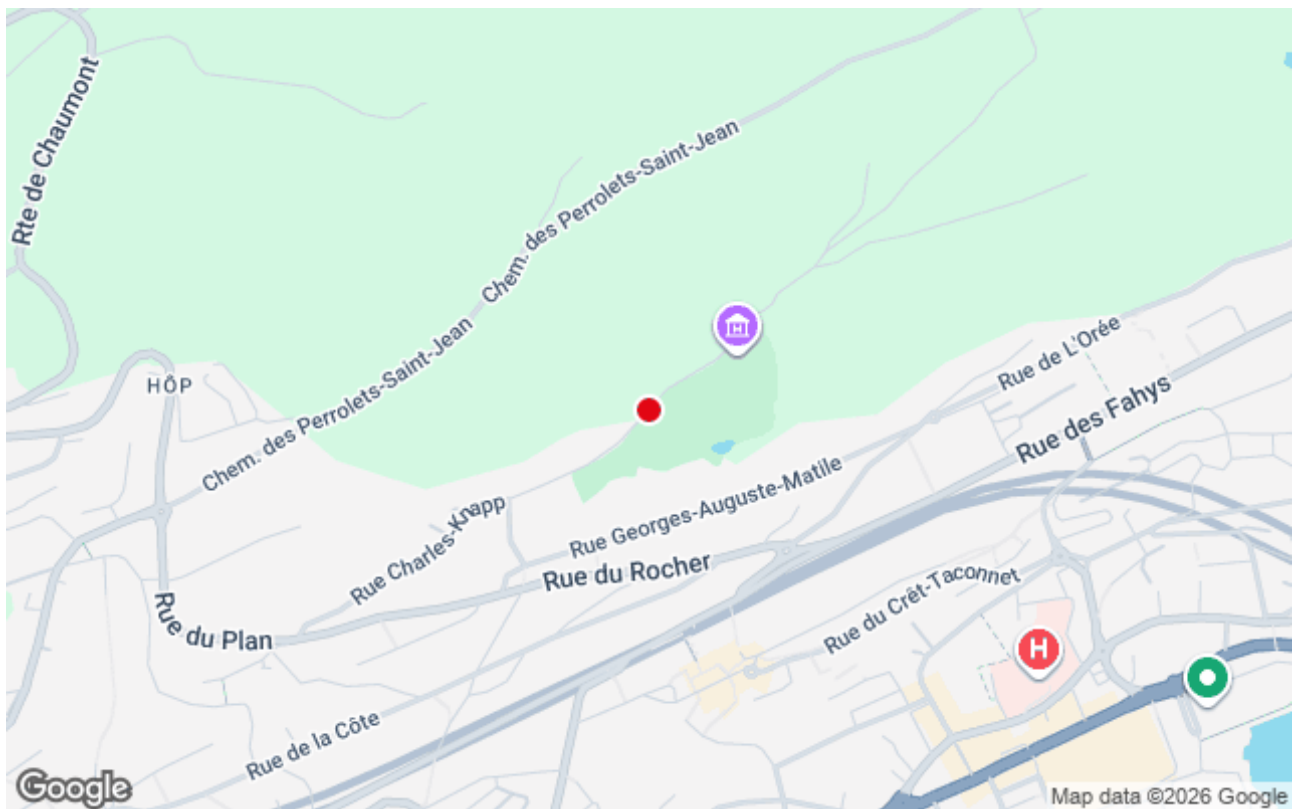 Rte de Chaumont
Chem. des Perrolets-Saint-Jean
Chem. des Perrolets-Saint-Jean
HÔP
H
Rue de L'Orée
Rue des Fahys
Rue Georges-Auguste-Matile
Rue Charles-Knapp
Rue du Rocher
Rue du Plan
Rue du Crêt-Taconnet
H
Rue de la Côte
Google
Map data ©2026 Google